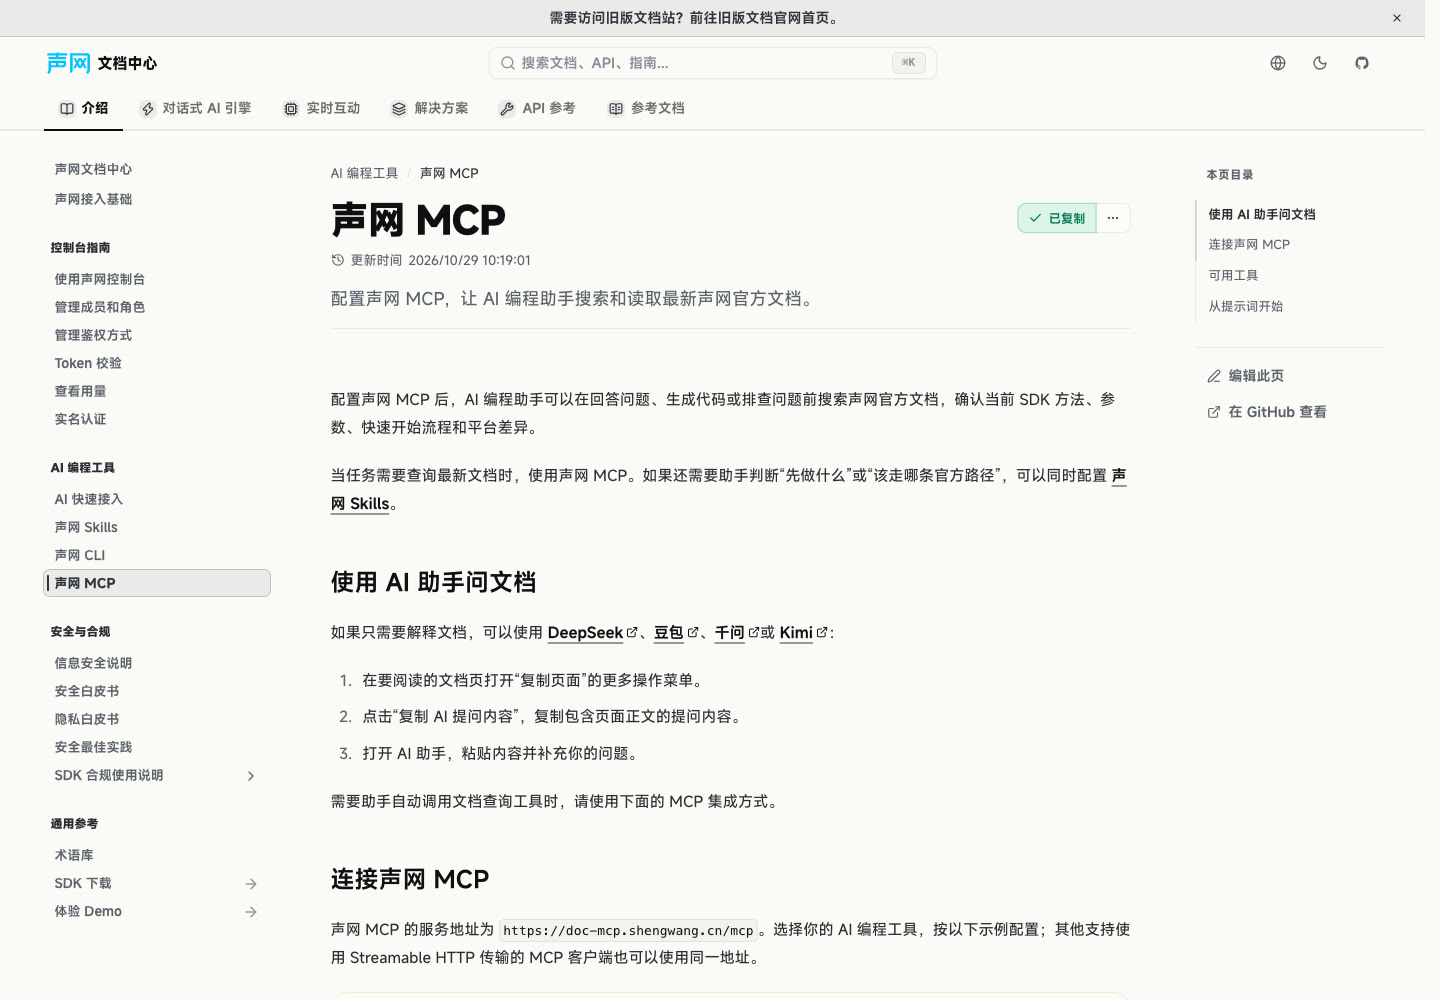 需要访问旧版文档站？前往旧版文档官网首页。
声网 文档中心
搜索文档、API、指南...
⌘K
介绍
对话式 AI 引擎
实时互动
解决方案
API 参考
参考文档
声网文档中心
声网接入基础
控制台指南
使用声网控制台
管理成员和角色
管理鉴权方式
Token 校验
查看用量
实名认证
AI 编程工具
AI 快速接入
声网 Skills
声网 CLI
声网 MCP
安全与合规
信息安全说明
安全白皮书
隐私白皮书
安全最佳实践
SDK 合规使用说明
通用参考
术语库
SDK 下载
体验 Demo
AI 编程工具 / 声网 MCP
声网 MCP
已复制
更新时间 2026/10/29 10:19:01
配置声网 MCP，让 AI 编程助手搜索和读取最新声网官方文档。
配置声网 MCP 后，AI 编程助手可以在回答问题、生成代码或排查问题前搜索声网官方文档，确认当前 SDK 方法、参
数、快速开始流程和平台差异。
当任务需要查询最新文档时，使用声网 MCP。如果还需要助手判断“先做什么”或“该走哪条官方路径”，可以同时配置 声
网 Skills。
使用 AI 助手问文档
如果只需要解释文档，可以使用 DeepSeek、豆包、千问或 Kimi：
1. 在要阅读的文档页打开“复制页面”的更多操作菜单。
2. 点击“复制 AI 提问内容”，复制包含页面正文的提问内容。
3. 打开 AI 助手，粘贴内容并补充你的问题。
需要助手自动调用文档查询工具时，请使用下面的 MCP 集成方式。
连接声网 MCP
声网 MCP 的服务地址为 https://doc-mcp.shengwang.cn/mcp。选择你的 AI 编程工具，按以下示例配置；其他支持使
用 Streamable HTTP 传输的 MCP 客户端也可以使用同一地址。
本页目录
使用 AI 助手问文档
连接声网 MCP
可用工具
从提示词开始
编辑此页
在 GitHub 查看